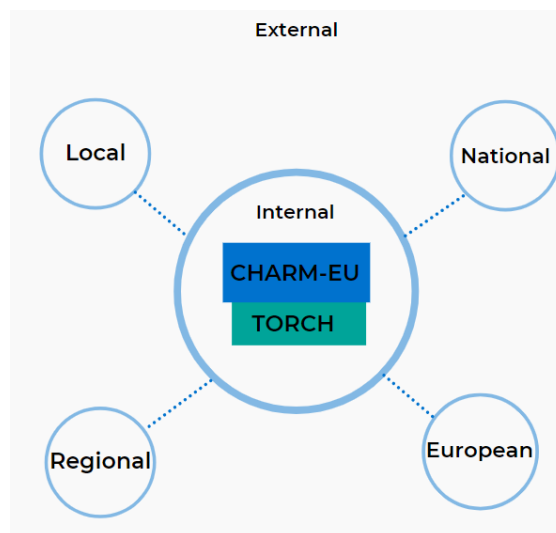 External
Local
National
Internal
CHARM-EU
TORCH
Regional
European